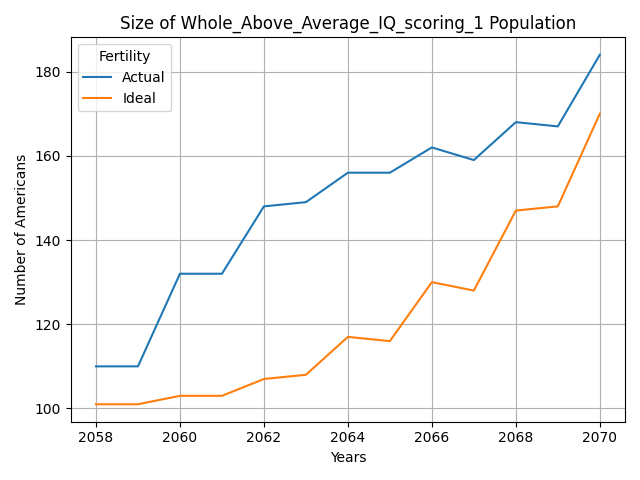 Size of Whole_Above_Average_IQ_scoring_1 Population
Fertility
Actual
Ideal
Number of Americans
180
160
140
120
100
2058
2060
2062
2064
2066
2068
2070
Years